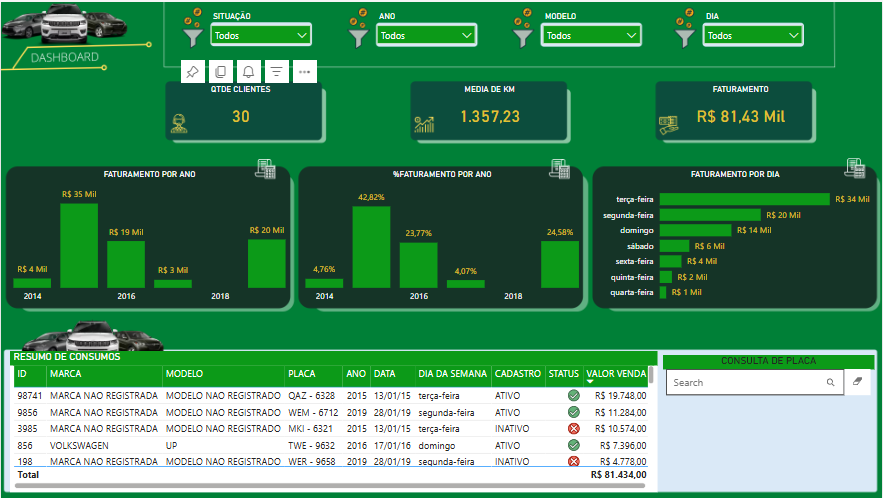 SITUAÇÃO
Todos
ANO
Todos
MODELO
Todos
DIA
Todos
DASHBOARD
QTDE CLIENTES
30
MEDIA DE KM
1.357,23
FATURAMENTO
R$ 81,43 Mil
FATURAMENTO POR ANO
R$ 4 Mil
R$ 35 Mil
R$ 19 Mil
R$ 3 Mil
R$ 20 Mil
2014 2016 2018
%FATURAMENTO POR ANO
4,76%
42,82%
23,77%
4,07%
24,58%
2014 2016 2018
FATURAMENTO POR DIA
terça-feira R$ 34 Mil
segunda-feira R$ 20 Mil
domingo R$ 14 Mil
sábado R$ 6 Mil
sexta-feira R$ 4 Mil
quinta-feira R$ 2 Mil
quarta-feira R$ 1 Mil
RESUMO DE CONSUMOS
ID MARCA MODELO PLACA ANO DATA DIA DA SEMANA CADASTRO STATUS VALOR VENDA
98741 MARCA NAO REGISTRADA MODELO NAO REGISTRADO QAZ - 6328 2015 13/01/15 terça-feira ATIVO R$ 19.748,00
9856 MARCA NAO REGISTRADA MODELO NAO REGISTRADO WEM - 6712 2019 28/01/19 segunda-feira ATIVO R$ 11.284,00
3985 MARCA NAO REGISTRADA MODELO NAO REGISTRADO MKI - 6321 2015 13/01/15 terça-feira INATIVO R$ 10.574,00
856 VOLKSWAGEN UP TWE - 9632 2016 17/01/16 domingo ATIVO R$ 7.396,00
198 MARCA NAO REGISTRADA MODELO NAO REGISTRADO WER - 9658 2019 28/01/19 segunda-feira INATIVO R$ 4.778,00
Total R$ 81.434,00
CONSULTA DE PLACA
Search